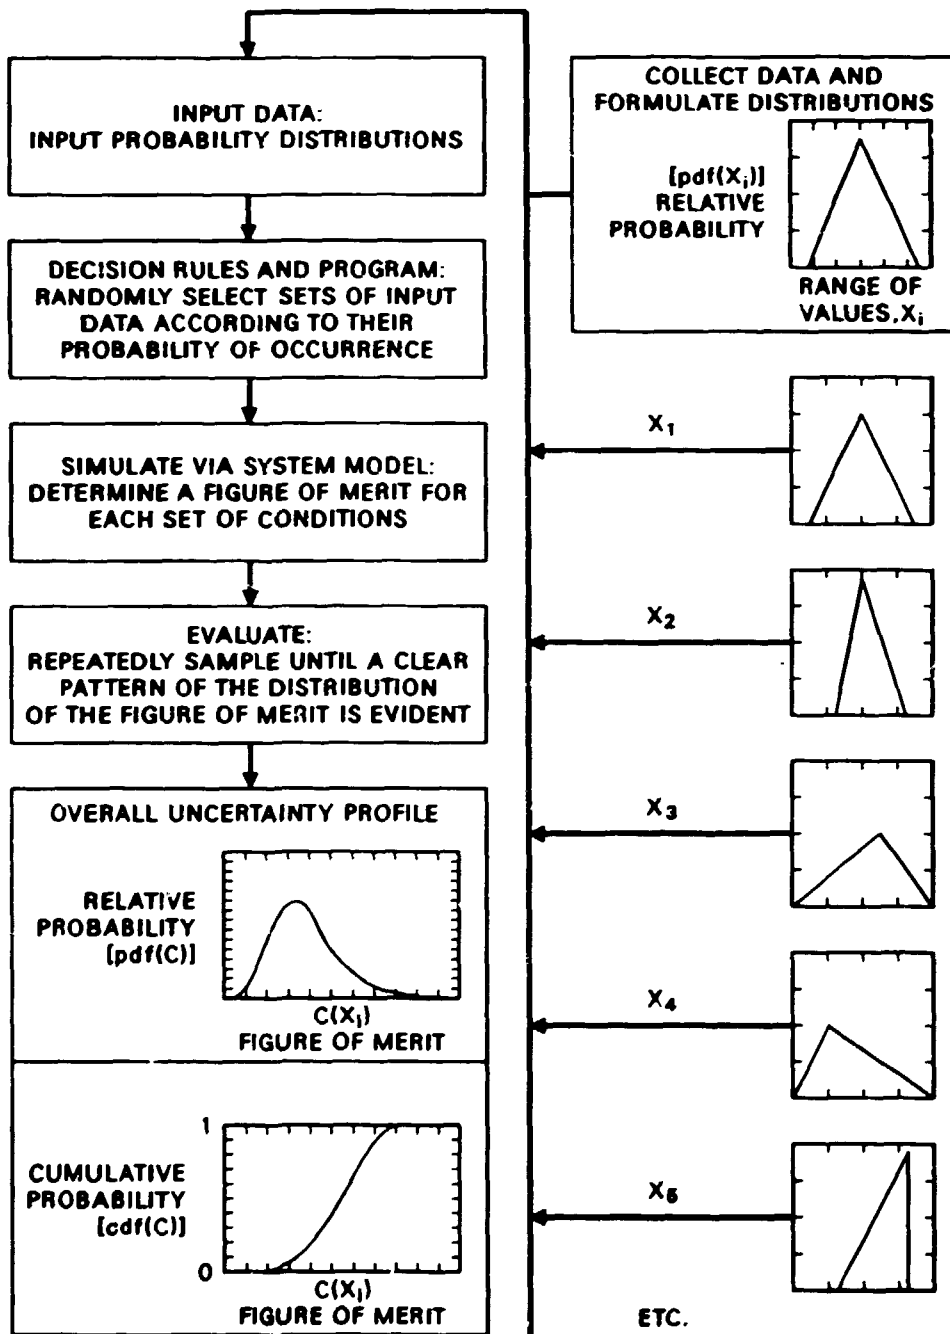 INPUT DATA:
INPUT PROBABILITY DISTRIBUTIONS
DECISION RULES AND PROGRAM:
RANDOMLY SELECT SETS OF INPUT
DATA ACCORDING TO THEIR
PROBABILITY OF OCCURRENCE
SIMULATE VIA SYSTEM MODEL:
DETERMINE A FIGURE OF MERIT FOR
EACH SET OF CONDITIONS
EVALUATE:
REPEATEDLY SAMPLE UNTIL A CLEAR
PATTERN OF THE DISTRIBUTION
OF THE FIGURE OF MERIT IS EVIDENT
OVERALL UNCERTAINTY PROFILE
RELATIVE
PROBABILITY
[pdf(C)]
C(Xi)
FIGURE OF MERIT
1
CUMULATIVE
PROBABILITY
[cdf(C)]
0
C(Xi)
FIGURE OF MERIT
COLLECT DATA AND
FORMULATE DISTRIBUTIONS
[pdf(Xi)]
RELATIVE
PROBABILITY
RANGE OF
VALUES, Xi
X1
X2
X3
X4
X5
ETC.